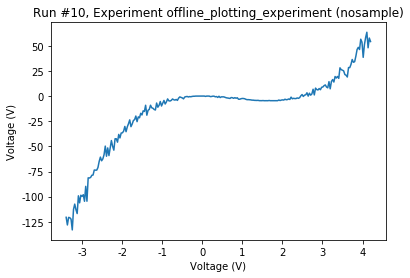 Run #10, Experiment offline_plotting_experiment (nosample)
50
25
0
-25
-50
-75
-100
-125
Voltage (V)
-3 -2 -1 0 1 2 3 4
Voltage (V)